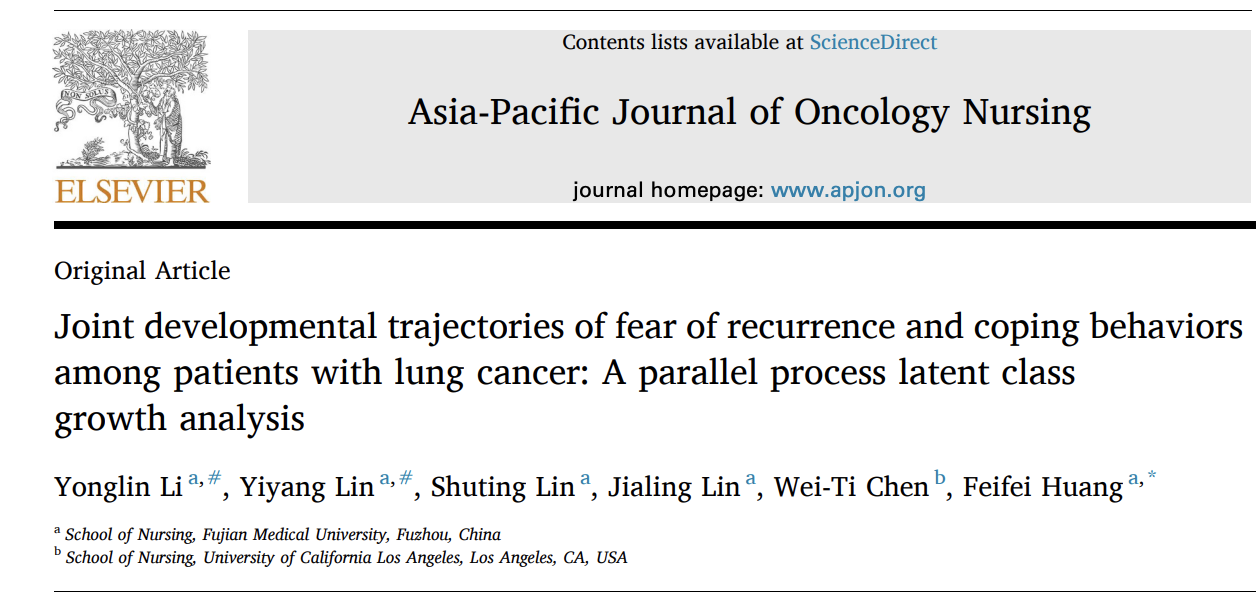 Contents lists available at ScienceDirect
Asia-Pacific Journal of Oncology Nursing
journal homepage: www.apjon.org
NON SOLUS
ELSEVIER
Original Article
Joint developmental trajectories of fear of recurrence and coping behaviors
among patients with lung cancer: A parallel process latent class
growth analysis
Yonglin Li a,#, Yiyang Lin a,#, Shuting Lin a, Jialing Lin a, Wei-Ti Chen b, Feifei Huang a,*
a School of Nursing, Fujian Medical University, Fuzhou, China
b School of Nursing, University of California Los Angeles, Los Angeles, CA, USA